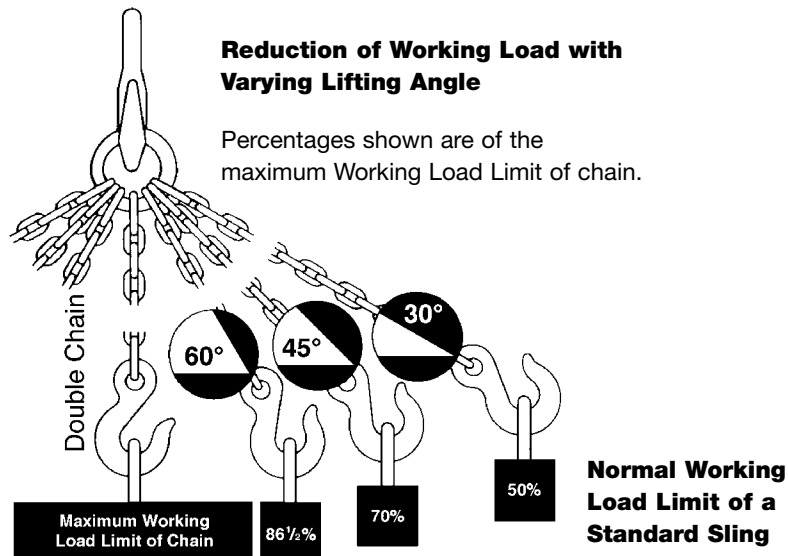 Reduction of Working Load with
Varying Lifting Angle
Percentages shown are of the
maximum Working Load Limit of chain.
Double Chain
60°
45°
30°
Maximum Working
Load Limit of Chain
86½%
70%
50%
Normal Working
Load Limit of a
Standard Sling